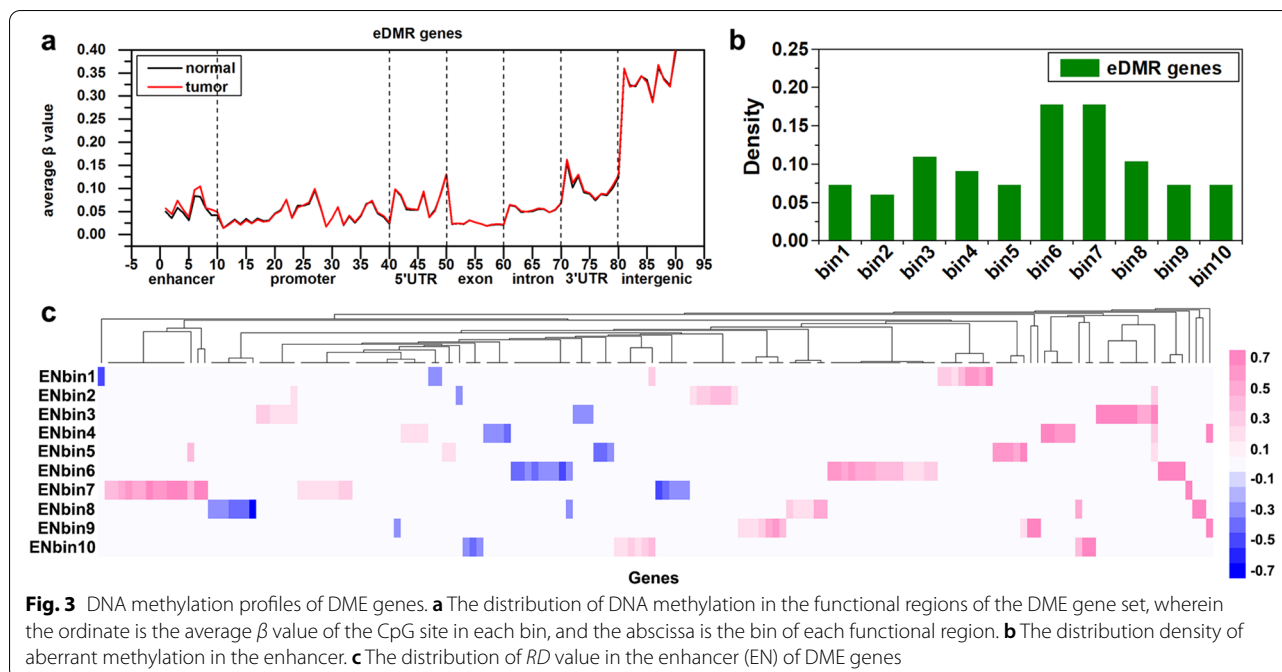 a
eDMR genes
normal
tumor
average β value
0.40
0.35
0.30
0.25
0.20
0.15
0.10
0.05
0.00
-5 0 5 10 15 20 25 30 35 40 45 50 55 60 65 70 75 80 85 90 95
enhancer promoter 5'UTR exon intron 3'UTR intergenic
b
eDMR genes
Density
0.25
0.20
0.15
0.10
0.05
0.00
bin1 bin2 bin3 bin4 bin5 bin6 bin7 bin8 bin9 bin10
c
ENbin1
ENbin2
ENbin3
ENbin4
ENbin5
ENbin6
ENbin7
ENbin8
ENbin9
ENbin10
Genes
0.7
0.5
0.3
0.1
-0.1
-0.3
-0.5
-0.7
Fig. 3 DNA methylation profiles of DME genes. a The distribution of DNA methylation in the functional regions of the DME gene set, wherein
the ordinate is the average β value of the CpG site in each bin, and the abscissa is the bin of each functional region. b The distribution density of
aberrant methylation in the enhancer. c The distribution of RD value in the enhancer (EN) of DME genes